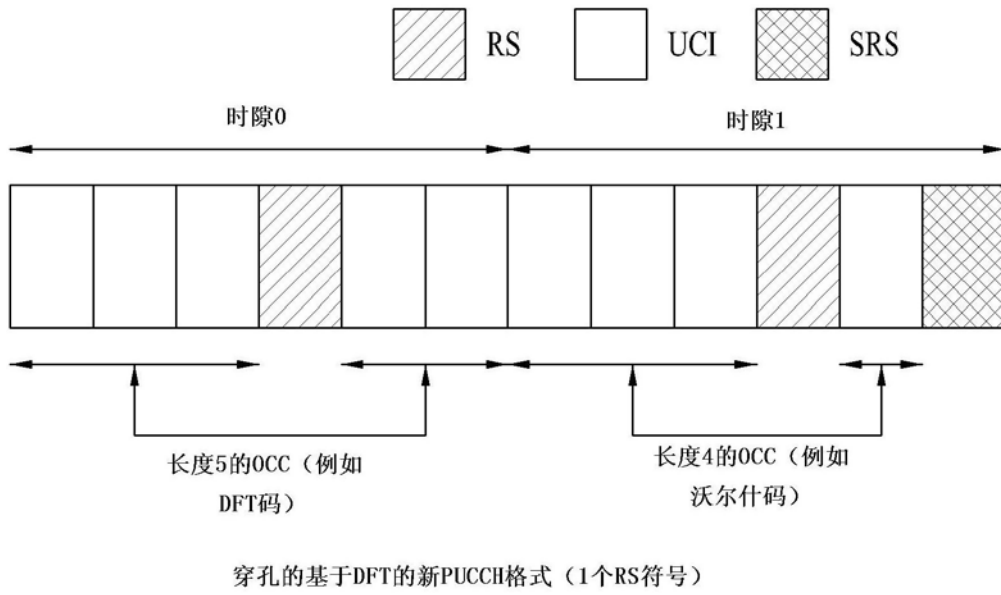 RS UCI SRS
时隙0 时隙1
长度5的OCC（例如 长度4的OCC（例如
DFT码） 沃尔什码）
穿孔的基于DFT的新PUCCH格式（1个RS符号）